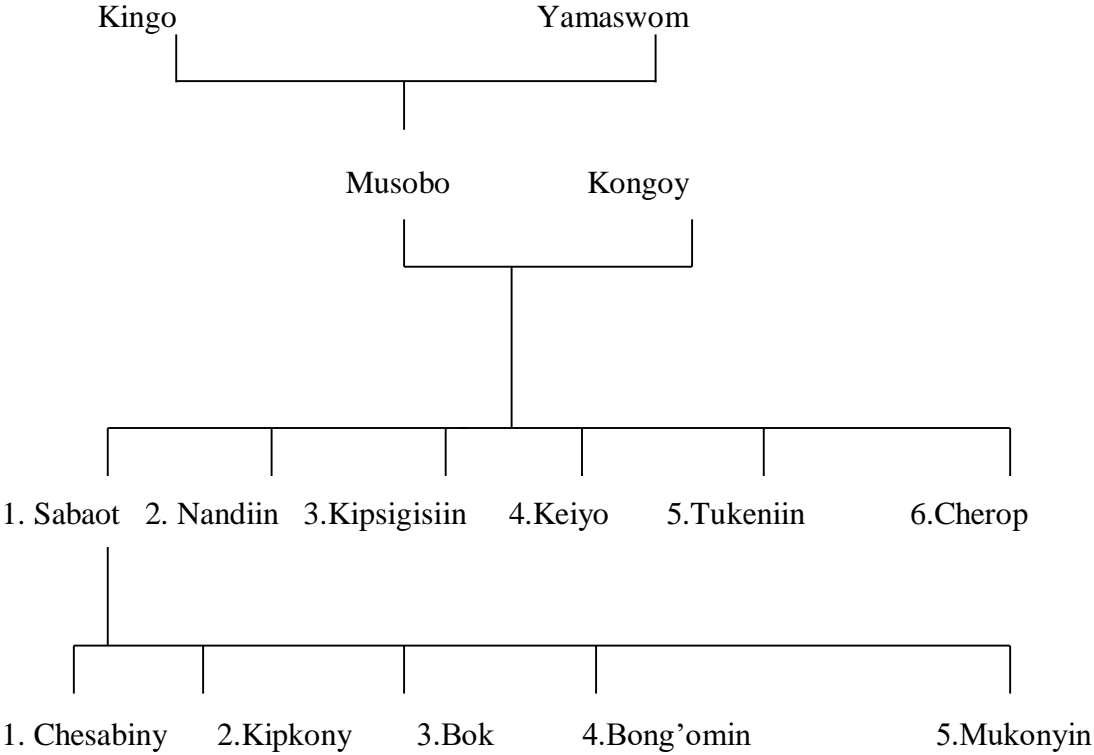 Kingo Yamaswom
Musobo Kongoy
1. Sabaot 2. Nandiin 3.Kipsigisiin 4.Keiyo 5.Tukeniin 6.Cherop
1. Chesabiny 2.Kipkony 3.Bok 4.Bong’omin 5.Mukonyin